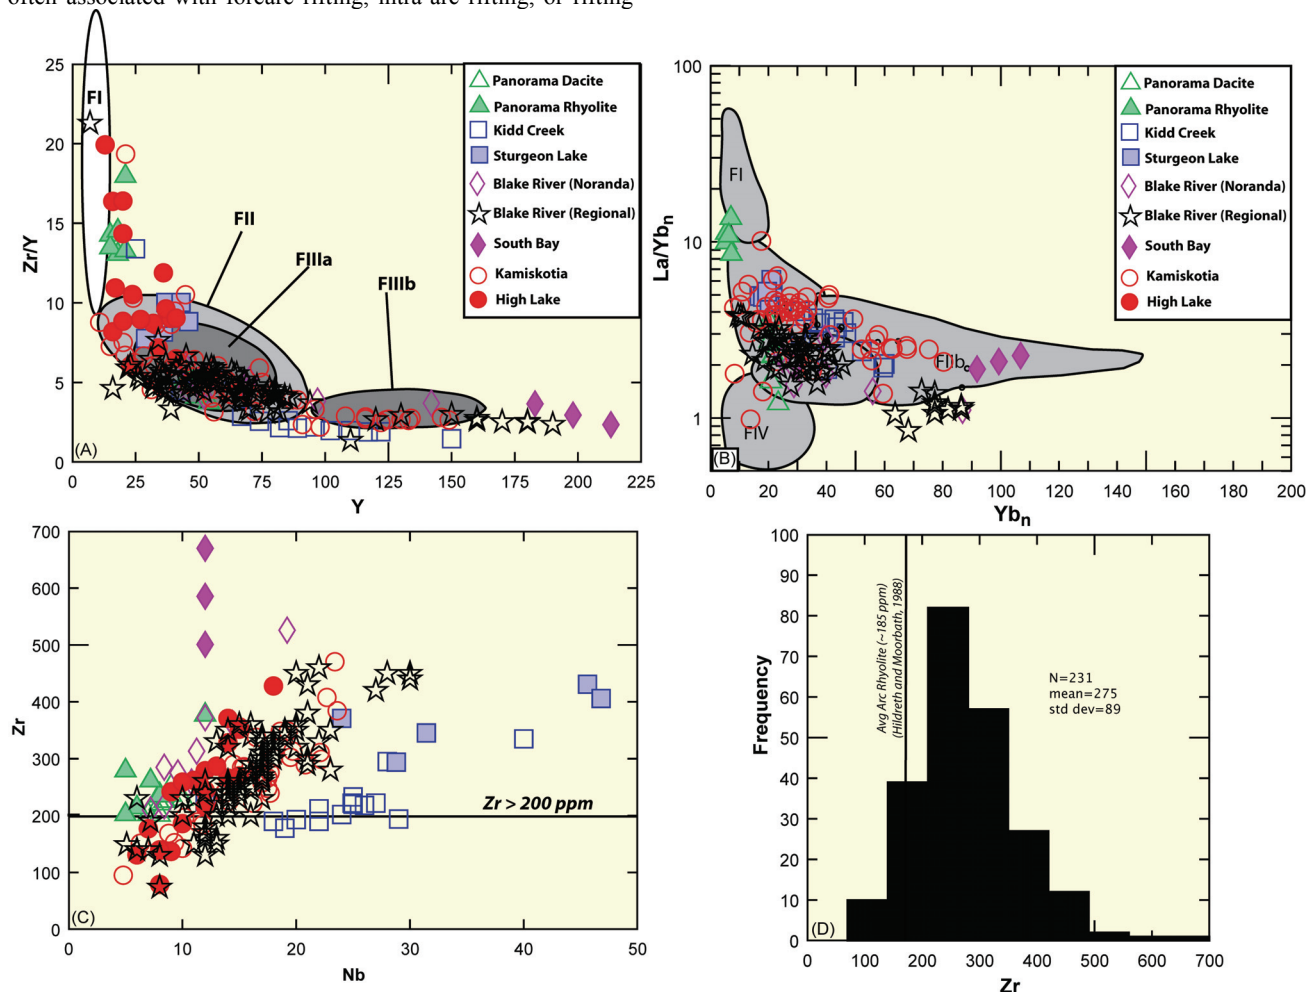 often associated with forearc rifting, intra-arc rifting, or rifting
25
20
15
10
5
0
Zr/Y
FI
FII
FIIIa
FIIIb
Panorama Dacite
Panorama Rhyolite
Kidd Creek
Sturgeon Lake
Blake River (Noranda)
Blake River (Regional)
South Bay
Kamiskotia
High Lake
(A)
0 25 50 75 100 125 150 175 200 225
Y
100
10
1
La/Ybn
FI
FIIb
FIV
Panorama Dacite
Panorama Rhyolite
Kidd Creek
Sturgeon Lake
Blake River (Noranda)
Blake River (Regional)
South Bay
Kamiskotia
High Lake
(B)
0 20 40 60 80 100 120 140 160 180 200
Ybn
700
600
500
400
300
200
100
0
Zr
Zr > 200 ppm
(C)
0 10 20 30 40 50
Nb
100
90
80
70
60
50
40
30
20
10
0
Frequency
Avg Arc Rhyolite (~185 ppm)
(Hildreth and Moorbath, 1988)
N=231
mean=275
std dev=89
(D)
0 100 200 300 400 500 600 700
Zr